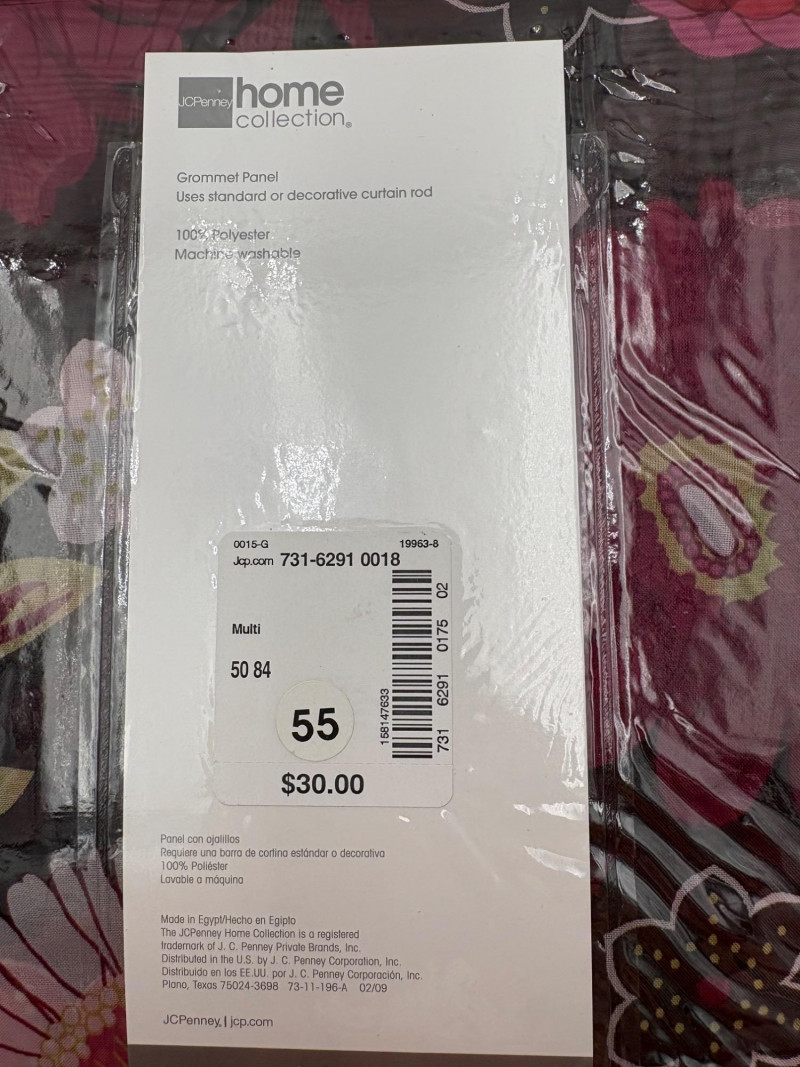 JCPenney home
collection®
Grommet Panel
Uses standard or decorative curtain rod
100% Polyester
Machine washable
0015-G 19963-8
Jcp.com 731-6291 0018
Multi
50 84
55
$30.00
158147633
731 6291 0175 02
Panel con ojalillos
Requiere una barra de cortina estándar o decorativa
100% Poliéster
Lavable a máquina
Made in Egypt/Hecho en Egipto
The JCPenney Home Collection is a registered
trademark of J. C. Penney Private Brands, Inc.
Distributed in the U.S. by J. C. Penney Corporation, Inc.
Distribuido en los EE.UU. por J. C. Penney Corporación, Inc.
Plano, Texas 75024-3698 73-11-196-A 02/09
JCPenney, | jcp.com